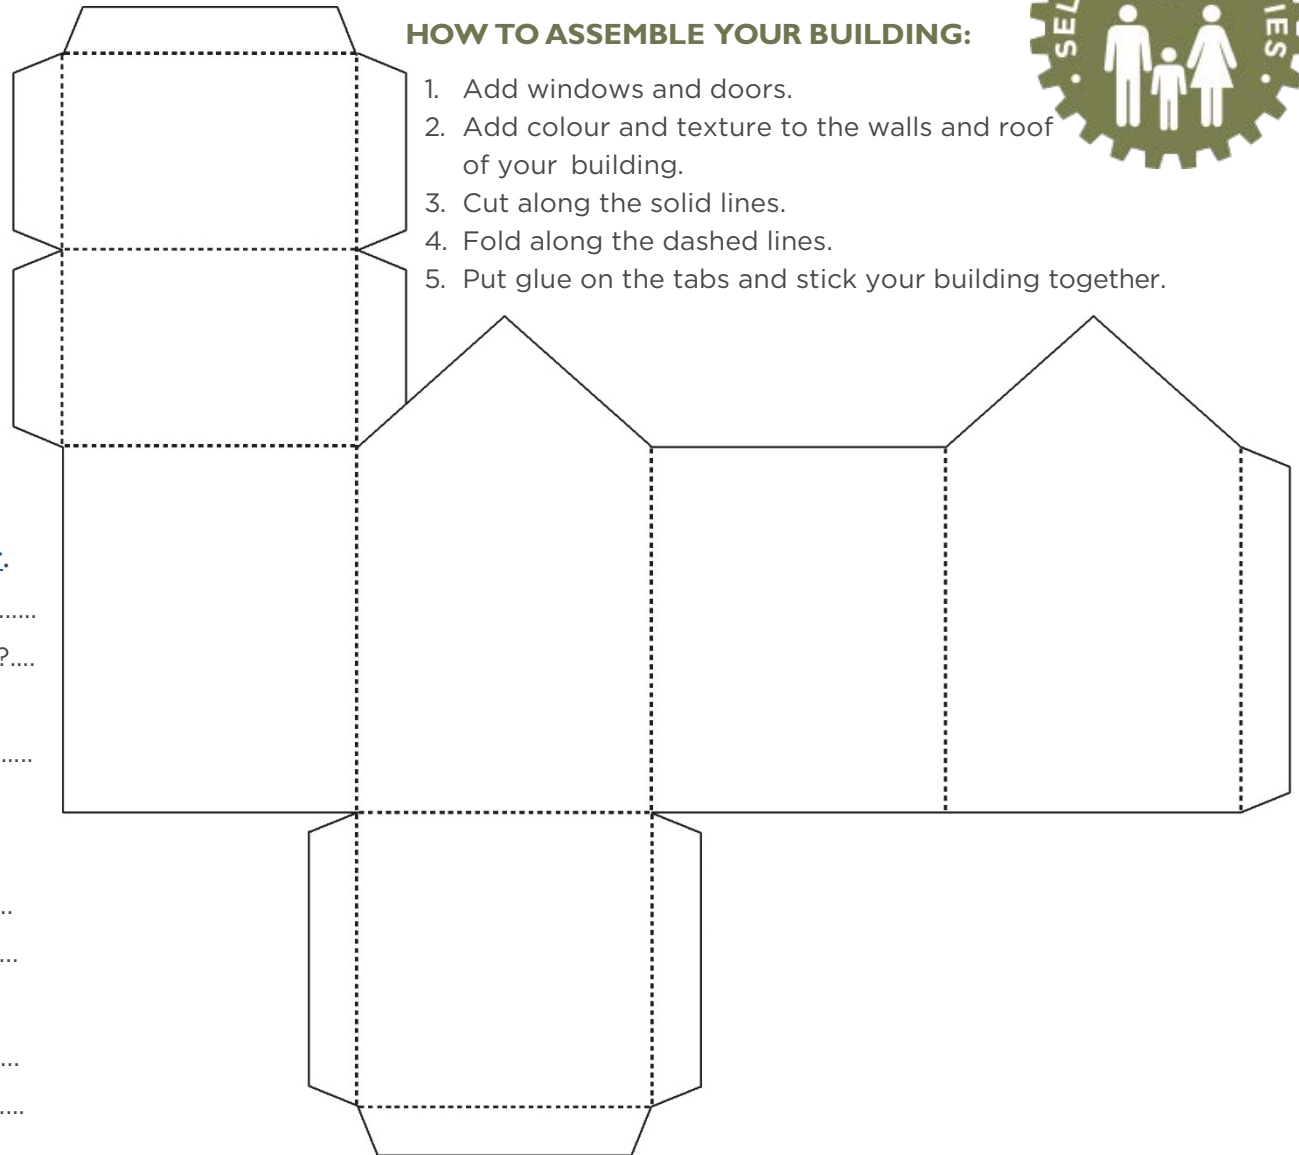 HOW TO ASSEMBLE YOUR BUILDING:
1. Add windows and doors.
2. Add colour and texture to the walls and roof
of your building.
3. Cut along the solid lines.
4. Fold along the dashed lines.
5. Put glue on the tabs and stick your building together.
SEL
IES
.
......
?....